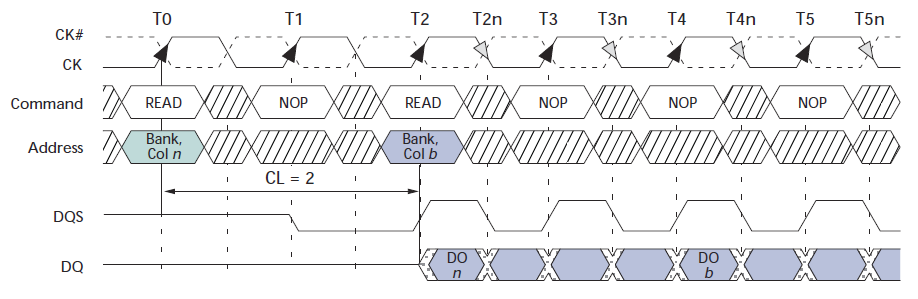 T0 T1 T2 T2n T3 T3n T4 T4n T5 T5n
CK#
CK
Command READ NOP READ NOP NOP NOP
Address Bank, Col n Bank, Col b
CL = 2
DQS
DQ DO n DO b